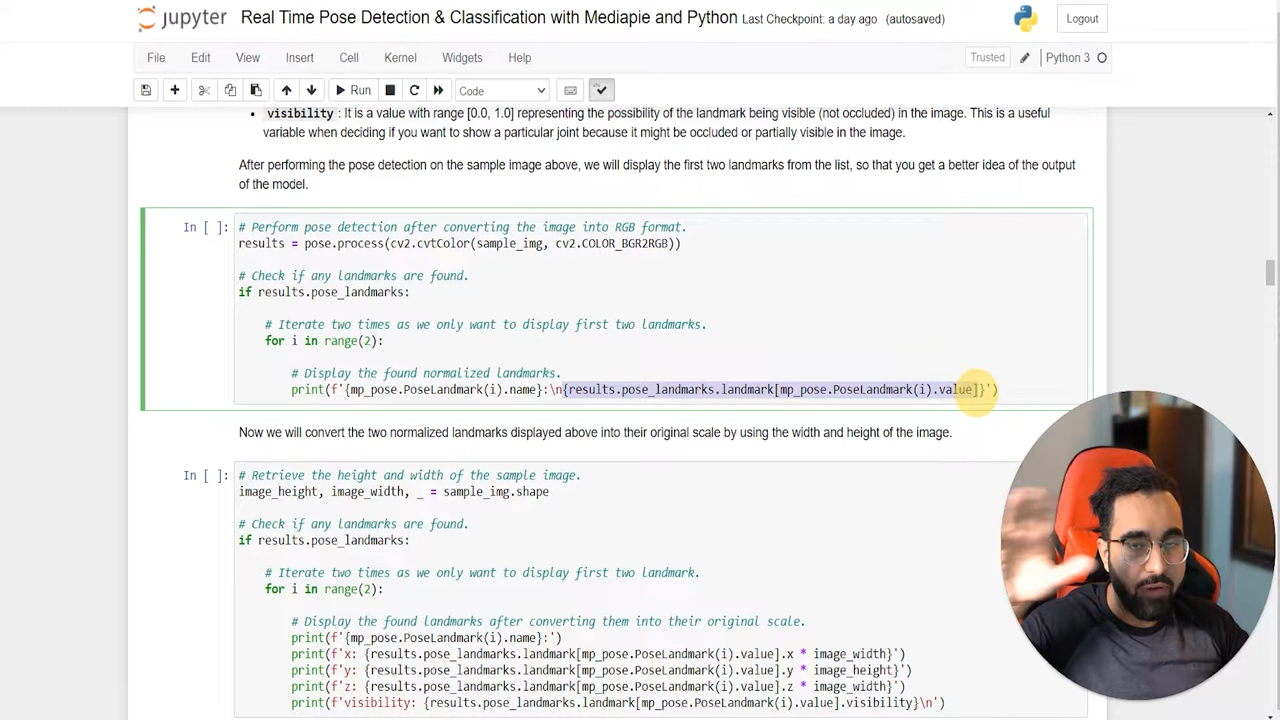 jupyter Real Time Pose Detection & Classification with Mediapie and Python Last Checkpoint: a day ago (autosaved) Logout
File Edit View Insert Cell Kernel Widgets Help Trusted Python 3
Run Code
• visibility : It is a value with range [0.0, 1.0] representing the possibility of the landmark being visible (not occluded) in the image. This is a useful
variable when deciding if you want to show a particular joint because it might be occluded or partially visible in the image.
After performing the pose detection on the sample image above, we will display the first two landmarks from the list, so that you get a better idea of the output
of the model.
In [ ]: # Perform pose detection after converting the image into RGB format.
results = pose.process(cv2.cvtColor(sample_img, cv2.COLOR_BGR2RGB))
# Check if any landmarks are found.
if results.pose_landmarks:
# Iterate two times as we only want to display first two landmarks.
for i in range(2):
# Display the found normalized landmarks.
print(f'{mp_pose.PoseLandmark(i).name}:\n{results.pose_landmarks.landmark[mp_pose.PoseLandmark(i).value]}')
Now we will convert the two normalized landmarks displayed above into their original scale by using the width and height of the image.
In [ ]: # Retrieve the height and width of the sample image.
image_height, image_width, _ = sample_img.shape
# Check if any landmarks are found.
if results.pose_landmarks:
# Iterate two times as we only want to display first two landmark.
for i in range(2):
# Display the found landmarks after converting them into their original scale.
print(f'{mp_pose.PoseLandmark(i).name}:')
print(f'x: {results.pose_landmarks.landmark[mp_pose.PoseLandmark(i).value].x * image_width}')
print(f'y: {results.pose_landmarks.landmark[mp_pose.PoseLandmark(i).value].y * image_height}')
print(f'z: {results.pose_landmarks.landmark[mp_pose.PoseLandmark(i).value].z * image_width}')
print(f'visibility: {results.pose_landmarks.landmark[mp_pose.PoseLandmark(i).value].visibility}\n')